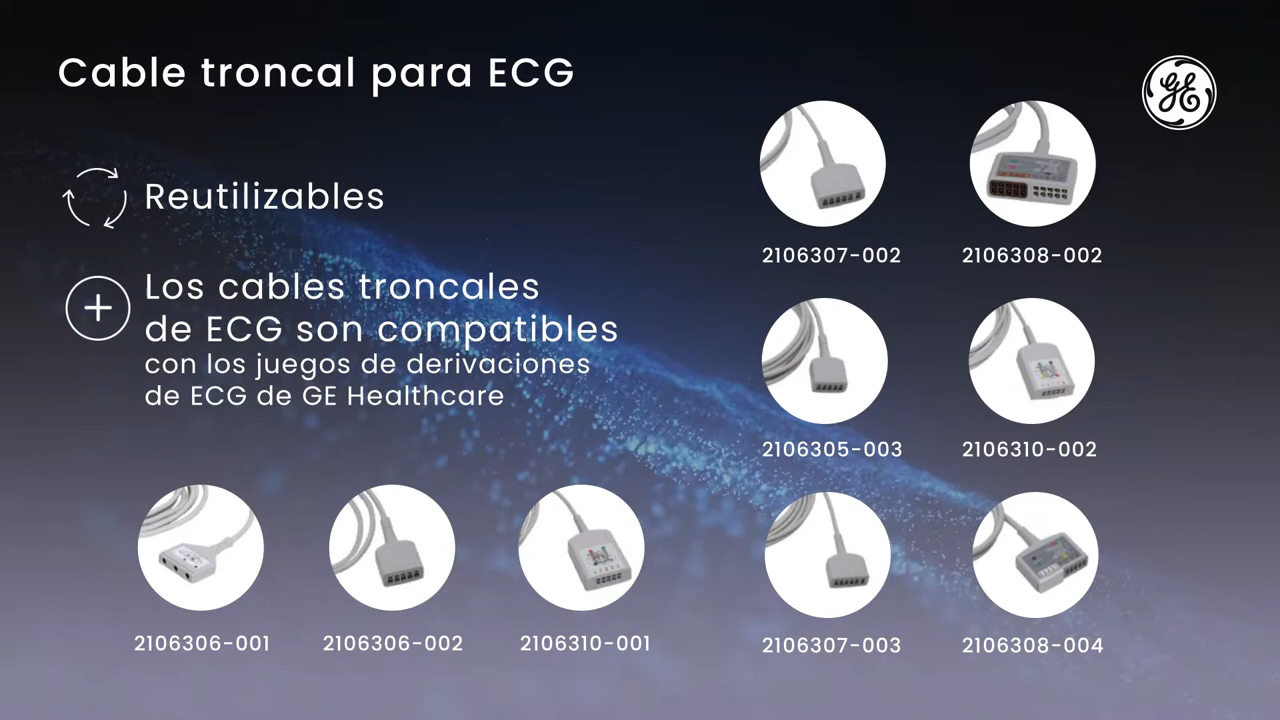 Cable troncal para ECG
GE
Reutilizables
Los cables troncales
de ECG son compatibles
con los juegos de derivaciones
de ECG de GE Healthcare
2106307-002
2106308-002
2106305-003
2106310-002
2106306-001
2106306-002
2106310-001
2106307-003
2106308-004